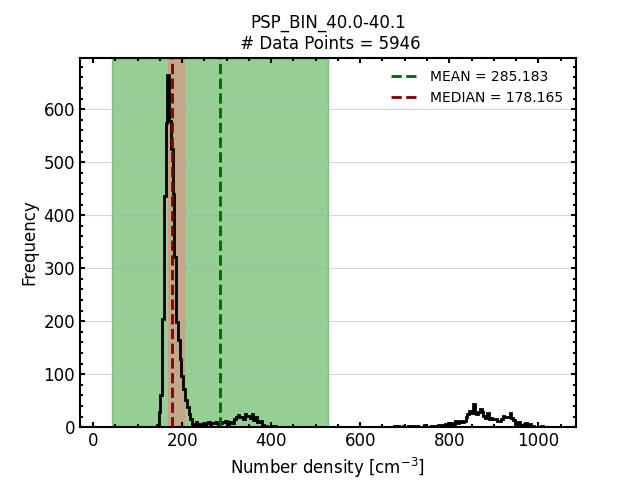 PSP_BIN_40.0-40.1
# Data Points = 5946
MEAN = 285.183
MEDIAN = 178.165
Frequency
600
500
400
300
200
100
0
0 200 400 600 800 1000
Number density [cm⁻³]